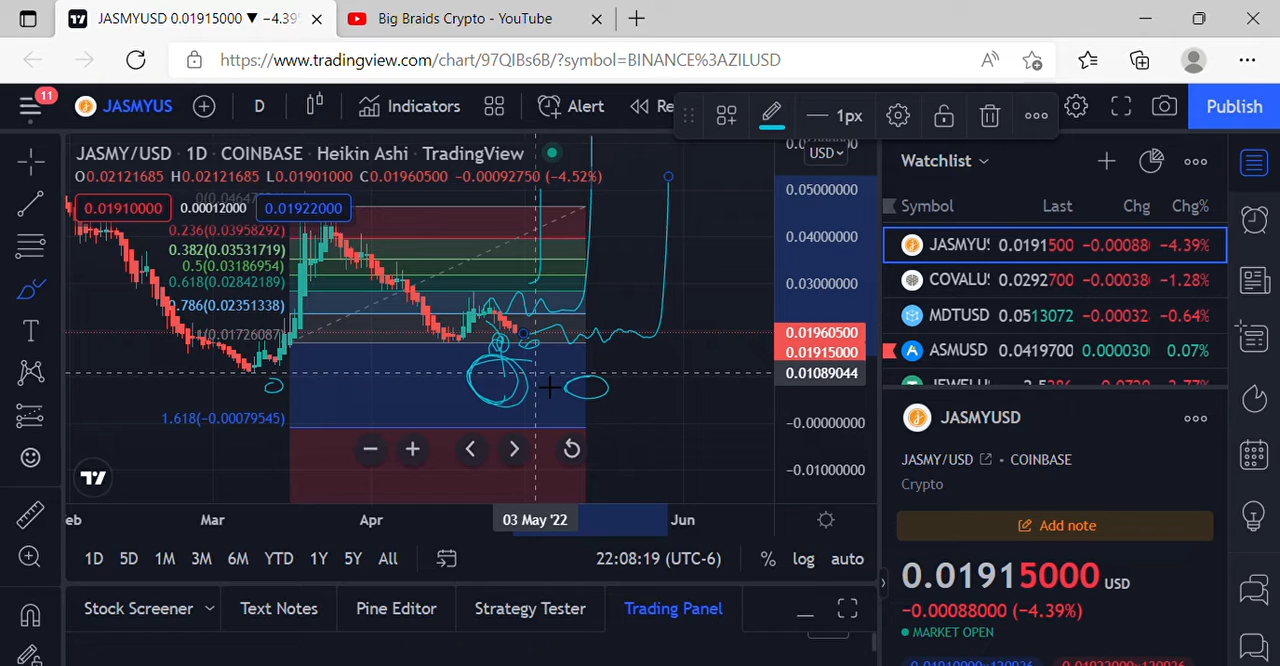 JASMYUSD 0.01915000 ▼ −4.39%
Big Braids Crypto - YouTube
https://www.tradingview.com/chart/97QIBs6B/?symbol=BINANCE%3AZILUSD
11
JASMYUS
D
Indicators
Alert
Re
1px
Publish
JASMY/USD · 1D · COINBASE · Heikin Ashi · TradingView
O0.02121685 H0.02121685 L0.01901000 C0.01960500 −0.00092750 (−4.52%)
0.01910000
0.00012000
0.01922000
0.236(0.03958292)
0.382(0.03531719)
0.5(0.03186954)
0.618(0.02842189)
0.786(0.02351338)
1(0.01726087)
1.618(−0.00079545)
USD
0.05000000
0.04000000
0.03000000
0.01960500
0.01915000
0.01089044
−0.00000000
−0.01000000
eb
Mar
Apr
03 May '22
Jun
1D 5D 1M 3M 6M YTD 1Y 5Y All
22:08:19 (UTC-6)
% log auto
Stock Screener
Text Notes
Pine Editor
Strategy Tester
Trading Panel
Watchlist
Symbol Last Chg Chg%
JASMYUS 0.01915000 −0.00088 −4.39%
COVALUS 0.0292700 −0.00038 −1.28%
MDTUSD 0.0513072 −0.00032 −0.64%
ASMUSD 0.0419700 0.000030 0.07%
JASMYUSD
JASMY/USD • COINBASE
Crypto
Add note
0.01915000 USD
−0.00088000 (−4.39%)
MARKET OPEN